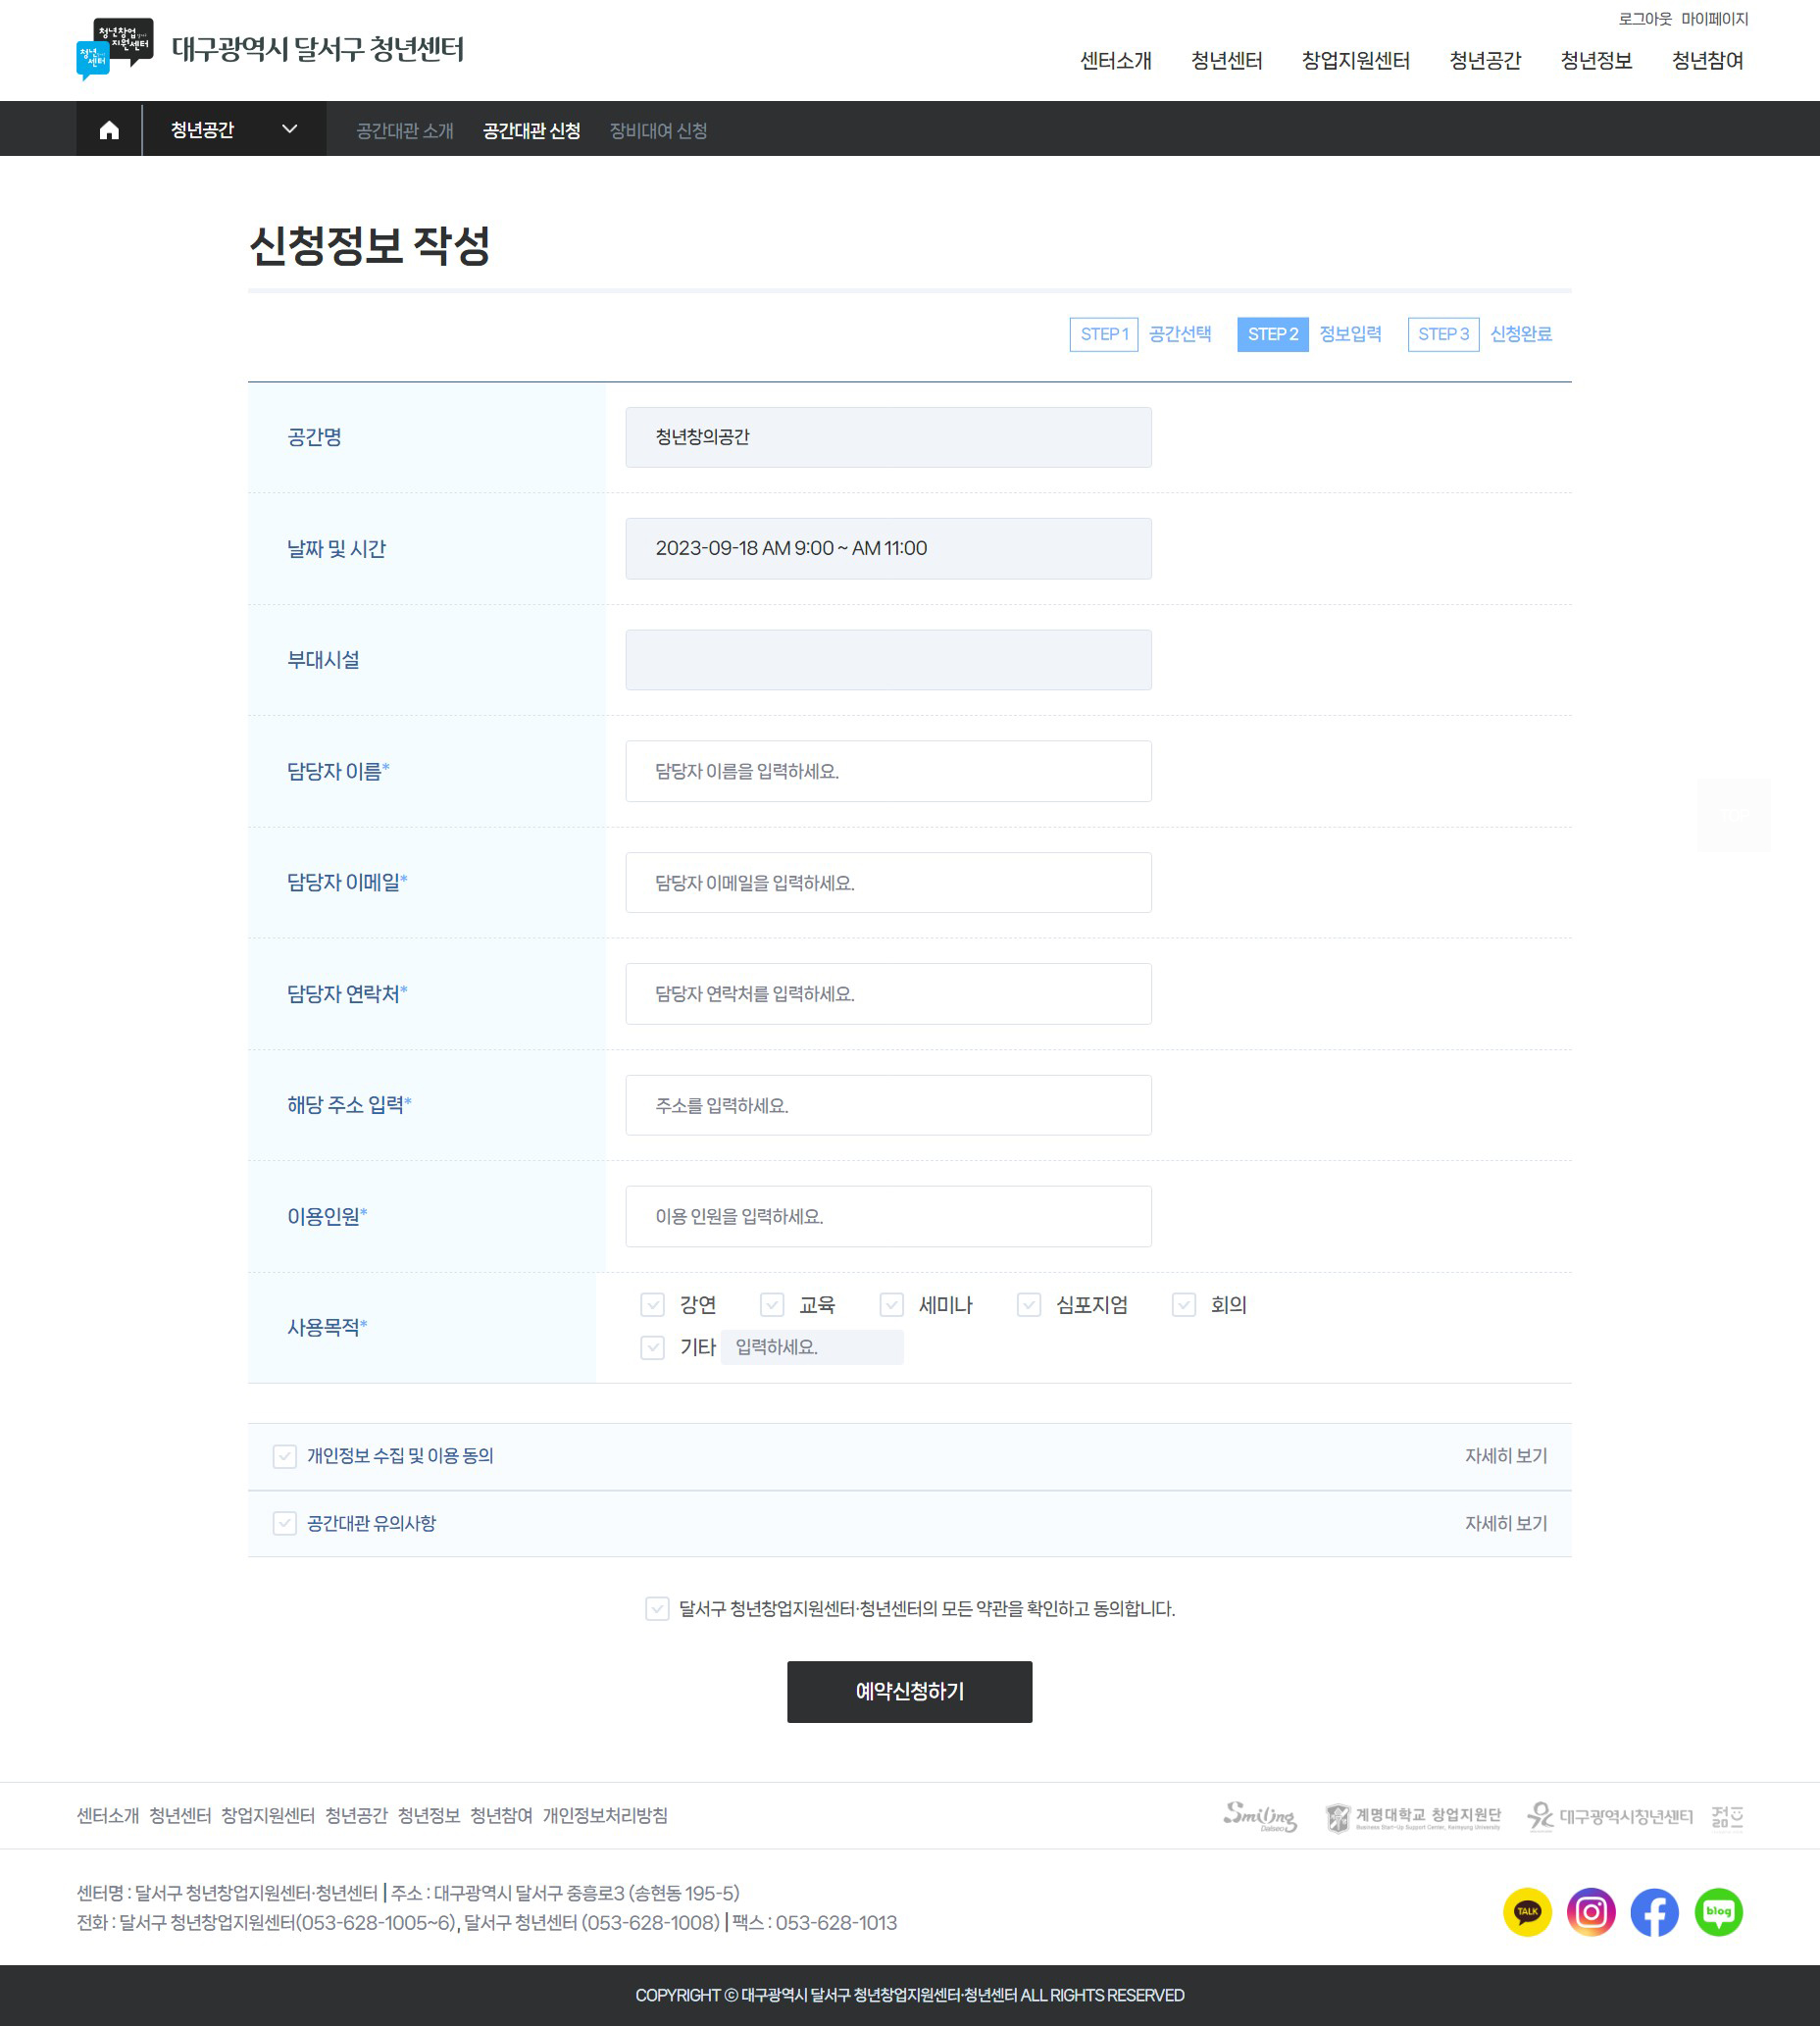 로그아웃 마이페이지
청년창업
지원센터
청년
센터
대구광역시 달서구 청년센터
센터소개 청년센터 창업지원센터 청년공간 청년정보 청년참여
청년공간 공간대관 소개 공간대관 신청 장비대여 신청
신청정보 작성
STEP 1 공간선택 STEP 2 정보입력 STEP 3 신청완료
공간명 청년창의공간
날짜 및 시간 2023-09-18 AM 9:00 ~ AM 11:00
부대시설
담당자 이름* 담당자 이름을 입력하세요.
담당자 이메일* 담당자 이메일을 입력하세요.
담당자 연락처* 담당자 연락처를 입력하세요.
해당 주소 입력* 주소를 입력하세요.
이용인원* 이용 인원을 입력하세요.
사용목적* 강연 교육 세미나 심포지엄 회의
기타 입력하세요.
개인정보 수집 및 이용 동의 자세히 보기
공간대관 유의사항 자세히 보기
달서구 청년창업지원센터·청년센터의 모든 약관을 확인하고 동의합니다.
예약신청하기
센터소개 청년센터 창업지원센터 청년공간 청년정보 청년참여 개인정보처리방침
Smiling Dalseo 계명대학교 창업지원단 대구광역시청년센터
Business Start-Up Support Center, Keimyung University
센터명 : 달서구 청년창업지원센터·청년센터 | 주소 : 대구광역시 달서구 중흥로3 (송현동 195-5)
전화 : 달서구 청년창업지원센터(053-628-1005~6), 달서구 청년센터 (053-628-1008) | 팩스 : 053-628-1013
TALK blog
COPYRIGHT ⓒ 대구광역시 달서구 청년창업지원센터·청년센터 ALL RIGHTS RESERVED